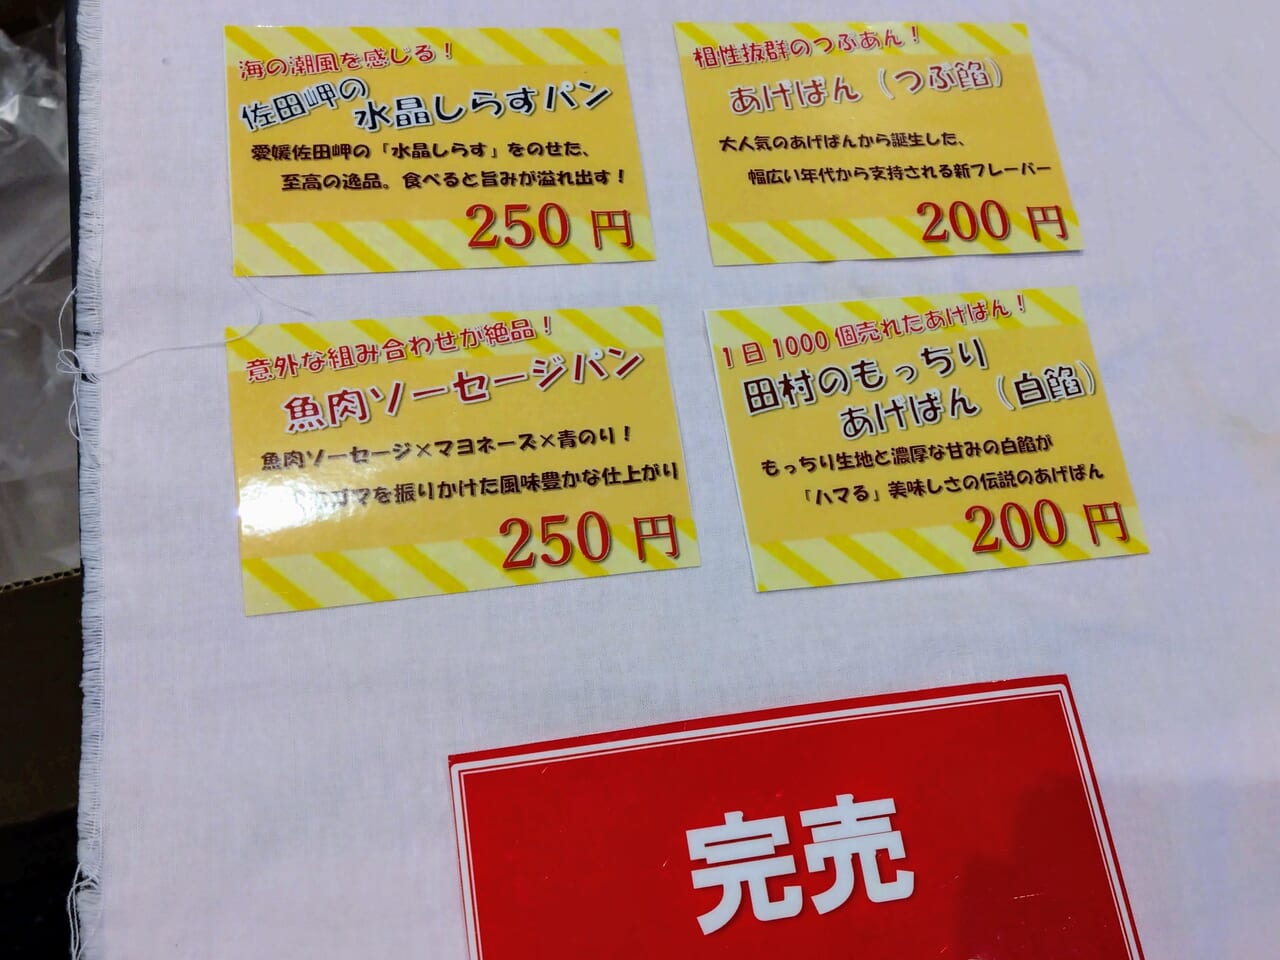 海の潮風を感じる！
佐田岬の
水晶しらすパン
愛媛佐田岬の「水晶しらす」をのせた、
至高の逸品。食べると旨みが溢れ出す！
250円
相性抜群のつぶあん！
あげぱん（つぶ餡）
大人気のあげぱんから誕生した、
幅広い年代から支持される新フレーバー
200円
意外な組み合わせが絶品！
魚肉ソーセージパン
魚肉ソーセージ×マヨネーズ×青のり！
ゴマを振りかけた風味豊かな仕上がり
250円
1日1000個売れたあげぱん！
田村のもっちり
あげぱん（白餡）
もっちり生地と濃厚な甘みの白餡が
「ハマる」美味しさの伝説のあげぱん
200円
完売